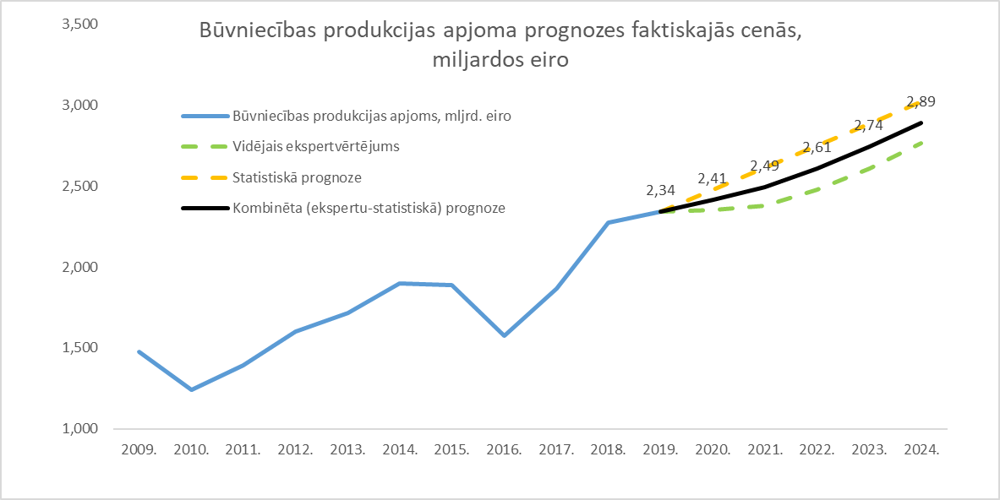 Būvniecības produkcijas apjoma prognozes faktiskajās cenās,
miljardos eiro
3,500
3,000
2,500
2,000
1,500
1,000
Būvniecības produkcijas apjoms, mljrd. eiro
Vidējais ekspertvērtējums
Statistiskā prognoze
Kombinēta (ekspertu-statistiskā) prognoze
2,34
2,41
2,49
2,61
2,74
2,89
2009. 2010. 2011. 2012. 2013. 2014. 2015. 2016. 2017. 2018. 2019. 2020. 2021. 2022. 2023. 2024.